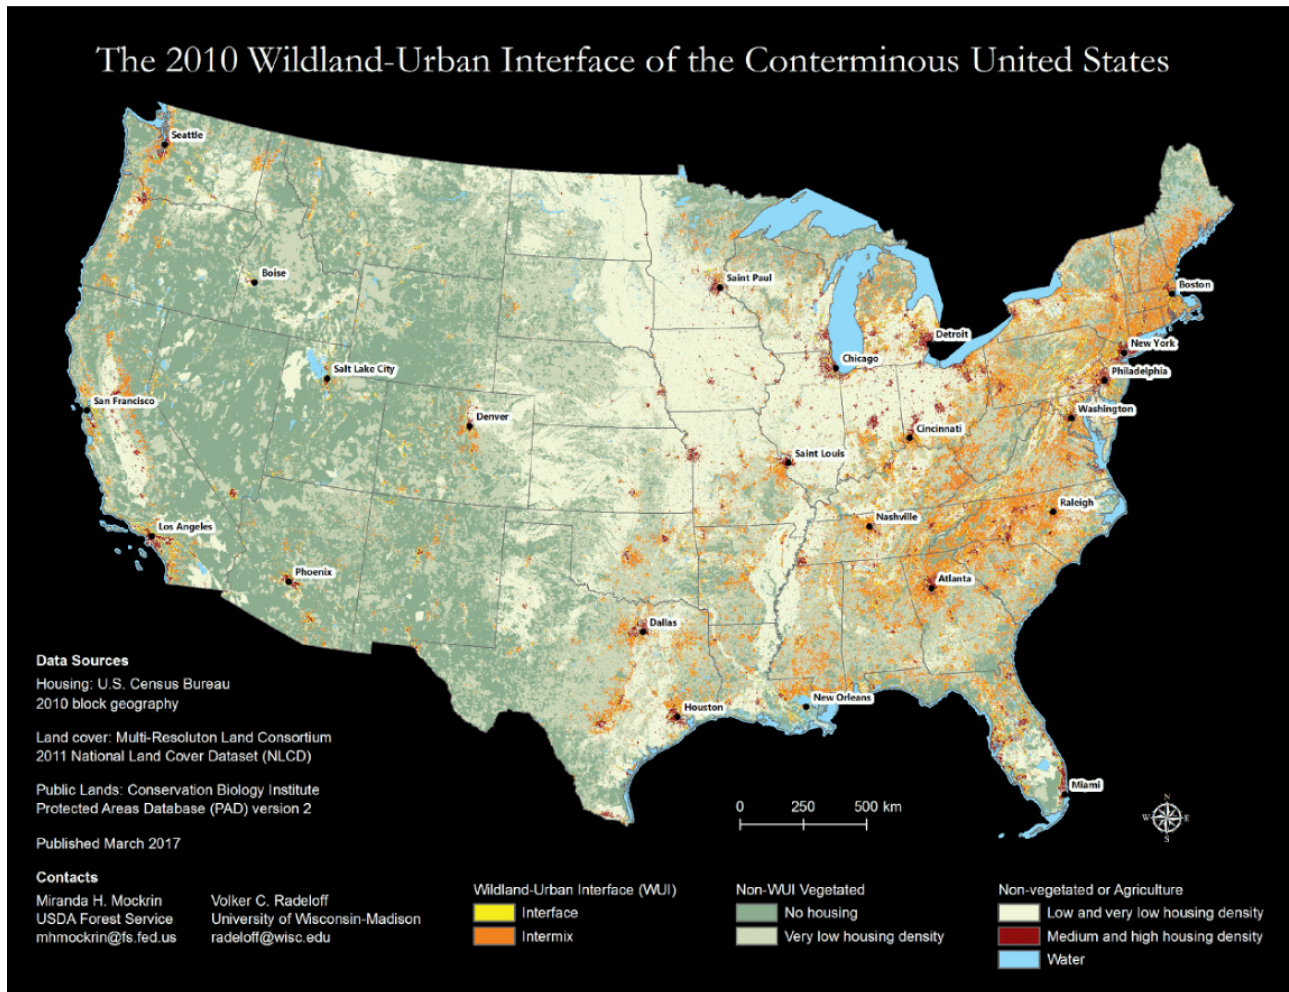 The 2010 Wildland-Urban Interface of the Conterminous United States
Seattle
Boise
Saint Paul
Boston
Detroit
New York
Chicago
Salt Lake City
Philadelphia
San Francisco
Denver
Washington
Cincinnati
Saint Louis
Raleigh
Nashville
Los Angeles
Phoenix
Atlanta
Dallas
New Orleans
Houston
Miami
Data Sources
Housing: U.S. Census Bureau
2010 block geography
Land cover: Multi-Resoluton Land Consortium
2011 National Land Cover Dataset (NLCD)
Public Lands: Conservation Biology Institute
Protected Areas Database (PAD) version 2
Published March 2017
Contacts
Miranda H. Mockrin
USDA Forest Service
mhmockrin@fs.fed.us
Volker C. Radeloff
University of Wisconsin-Madison
radeloff@wisc.edu
0 250 500 km
N
W E
S
Wildland-Urban Interface (WUI)
Interface
Intermix
Non-WUI Vegetated
No housing
Very low housing density
Non-vegetated or Agriculture
Low and very low housing density
Medium and high housing density
Water